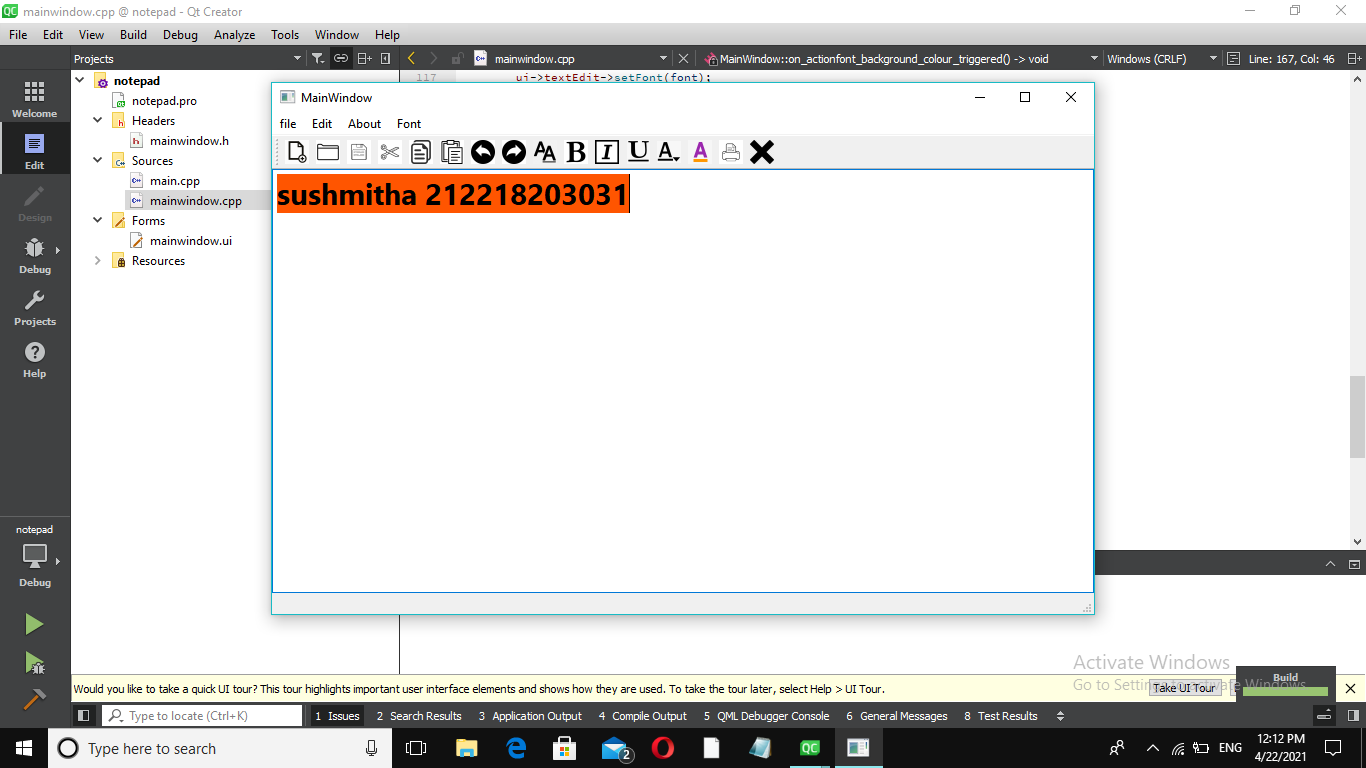 mainwindow.cpp @ notepad - Qt Creator
File Edit View Build Debug Analyze Tools Window Help
Projects mainwindow.cpp MainWindow::on_actionfont_background_colour_triggered() -> void Windows (CRLF) Line: 167, Col: 46
117 ui->textEdit->setFont(font);
Welcome
Edit
Design
Debug
Projects
Help
notepad
Debug
notepad
notepad.pro
Headers
mainwindow.h
Sources
main.cpp
mainwindow.cpp
Forms
mainwindow.ui
Resources
MainWindow
file Edit About Font
sushmitha 212218203031
Activate Windows
Go to Settin
Windows.
Build
Would you like to take a quick UI tour? This tour highlights important user interface elements and shows how they are used. To take the tour later, select Help > UI Tour.
Take UI Tour
Type to locate (Ctrl+K) 1 Issues 2 Search Results 3 Application Output 4 Compile Output 5 QML Debugger Console 6 General Messages 8 Test Results
Type here to search
2
ENG
12:12 PM
4/22/2021